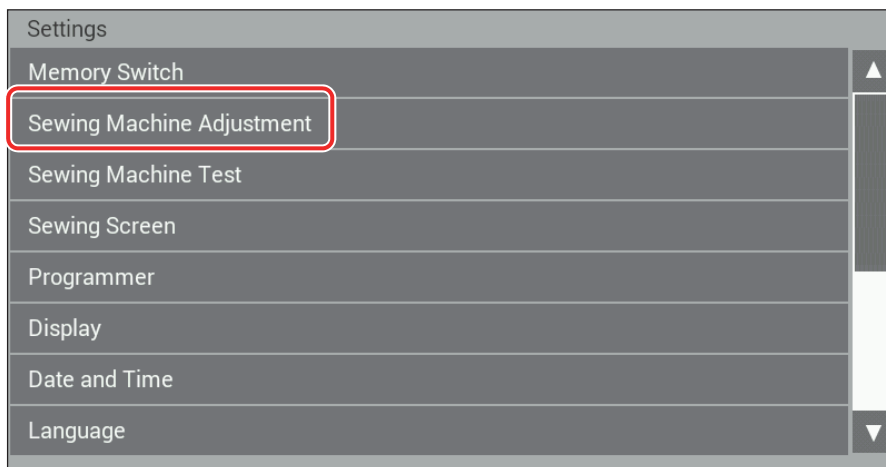 Settings
Memory Switch
Sewing Machine Adjustment
Sewing Machine Test
Sewing Screen
Programmer
Display
Date and Time
Language